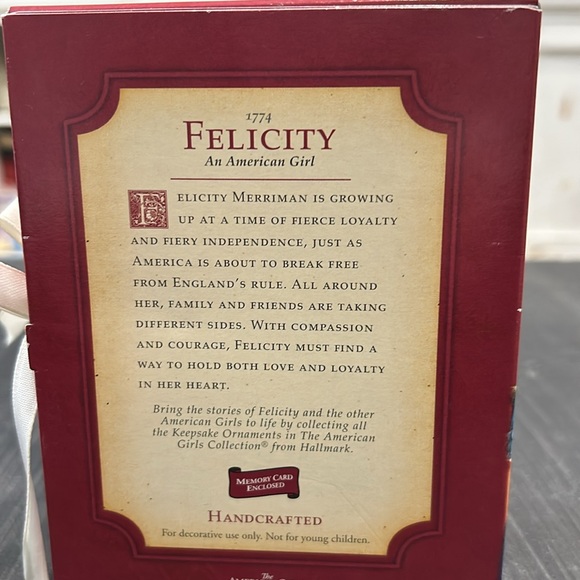 1774
FELICITY
An American Girl
FELICITY MERRIMAN IS GROWING
UP AT A TIME OF FIERCE LOYALTY
AND FIERY INDEPENDENCE, JUST AS
AMERICA IS ABOUT TO BREAK FREE
FROM ENGLAND'S RULE. ALL AROUND
HER, FAMILY AND FRIENDS ARE TAKING
DIFFERENT SIDES. WITH COMPASSION
AND COURAGE, FELICITY MUST FIND A
WAY TO HOLD BOTH LOVE AND LOYALTY
IN HER HEART.
Bring the stories of Felicity and the other
American Girls to life by collecting all
the Keepsake Ornaments in The American
Girls Collection® from Hallmark.
MEMORY CARD
ENCLOSED
HANDCRAFTED
For decorative use only. Not for young children.
The